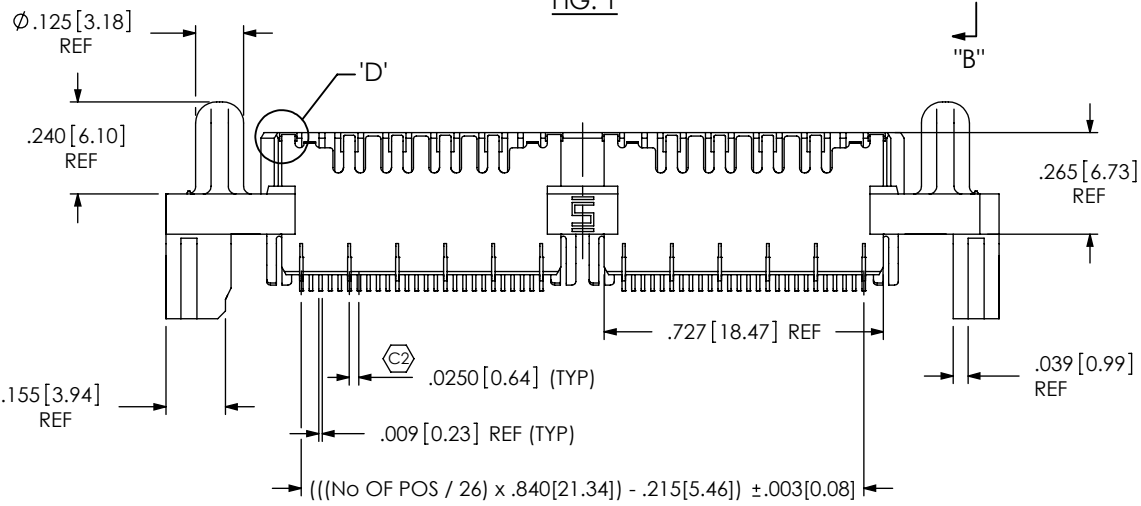 FIG. 1
Ø.125[3.18]
REF
'D'
"B"
.240[6.10]
REF
.265[6.73]
REF
.727[18.47] REF
C2
.0250[0.64] (TYP)
.039[0.99]
REF
.155[3.94]
REF
.009[0.23] REF (TYP)
(((No OF POS / 26) x .840[21.34]) - .215[5.46]) ±.003[0.08]